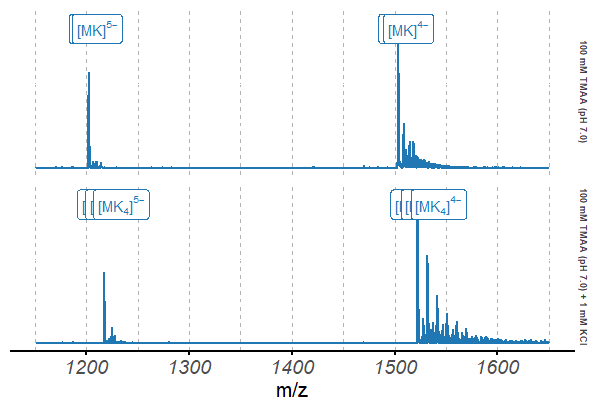 [MK]⁵⁻
[MK]⁴⁻
100 mM TMAA (pH 7.0)
[MK₄]⁵⁻
[MK₄]⁴⁻
100 mM TMAA (pH 7.0) + 1 mM KCl
1200 1300 1400 1500 1600
m/z